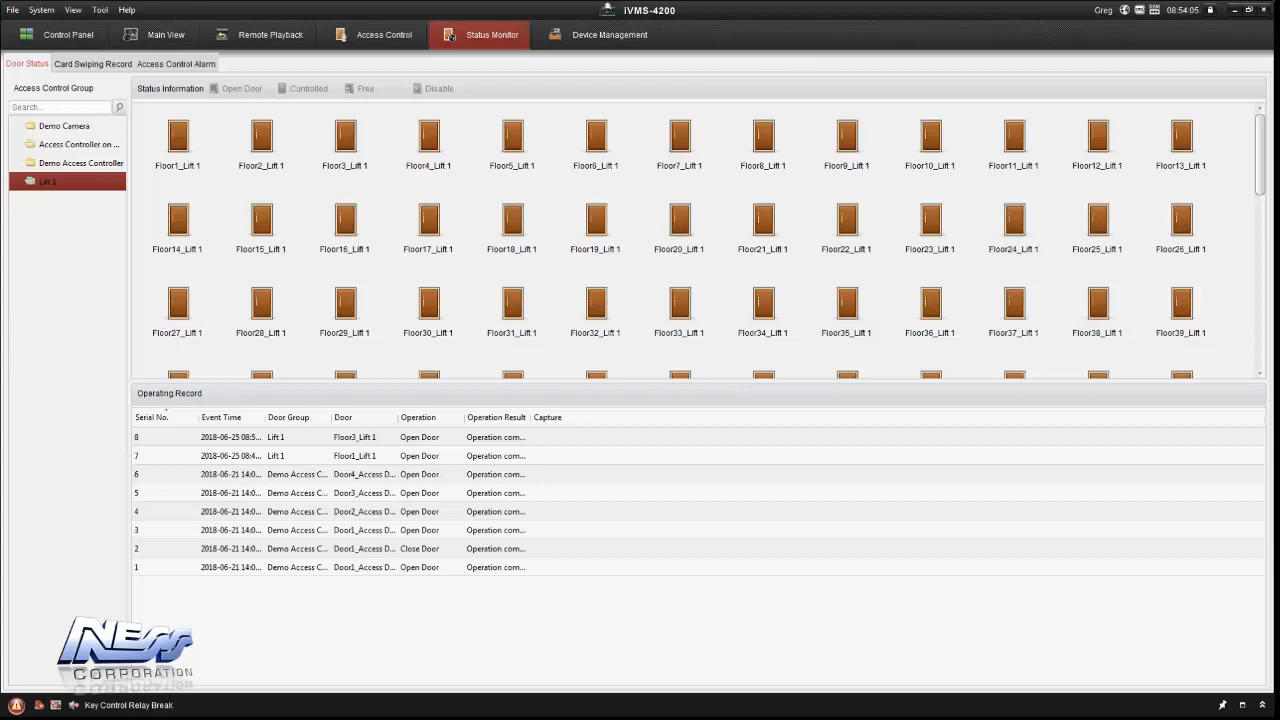 File System View Tool Help iVMS-4200 Greg 08:54:05
Control Panel Main View Remote Playback Access Control Status Monitor Device Management
Door Status Card Swiping Record Access Control Alarm
Access Control Group
Search...
Demo Camera
Access Controller on ...
Demo Access Controller
Lift 1
Status Information Open Door Controlled Free Disable
Floor1_Lift 1 Floor2_Lift 1 Floor3_Lift 1 Floor4_Lift 1 Floor5_Lift 1 Floor6_Lift 1 Floor7_Lift 1 Floor8_Lift 1 Floor9_Lift 1 Floor10_Lift 1 Floor11_Lift 1 Floor12_Lift 1 Floor13_Lift 1
Floor14_Lift 1 Floor15_Lift 1 Floor16_Lift 1 Floor17_Lift 1 Floor18_Lift 1 Floor19_Lift 1 Floor20_Lift 1 Floor21_Lift 1 Floor22_Lift 1 Floor23_Lift 1 Floor24_Lift 1 Floor25_Lift 1 Floor26_Lift 1
Floor27_Lift 1 Floor28_Lift 1 Floor29_Lift 1 Floor30_Lift 1 Floor31_Lift 1 Floor32_Lift 1 Floor33_Lift 1 Floor34_Lift 1 Floor35_Lift 1 Floor36_Lift 1 Floor37_Lift 1 Floor38_Lift 1 Floor39_Lift 1
Operating Record
Serial No. Event Time Door Group Door Operation Operation Result Capture
8 2018-06-25 08:5... Lift 1 Floor3_Lift 1 Open Door Operation com...
7 2018-06-25 08:4... Lift 1 Floor1_Lift 1 Open Door Operation com...
6 2018-06-21 14:0... Demo Access C... Door4_Access D... Open Door Operation com...
5 2018-06-21 14:0... Demo Access C... Door3_Access D... Open Door Operation com...
4 2018-06-21 14:0... Demo Access C... Door2_Access D... Open Door Operation com...
3 2018-06-21 14:0... Demo Access C... Door1_Access D... Open Door Operation com...
2 2018-06-21 14:0... Demo Access C... Door1_Access D... Close Door Operation com...
1 2018-06-21 14:0... Demo Access C... Door1_Access D... Open Door Operation com...
NESS
CORPORATION
Key Control Relay Break